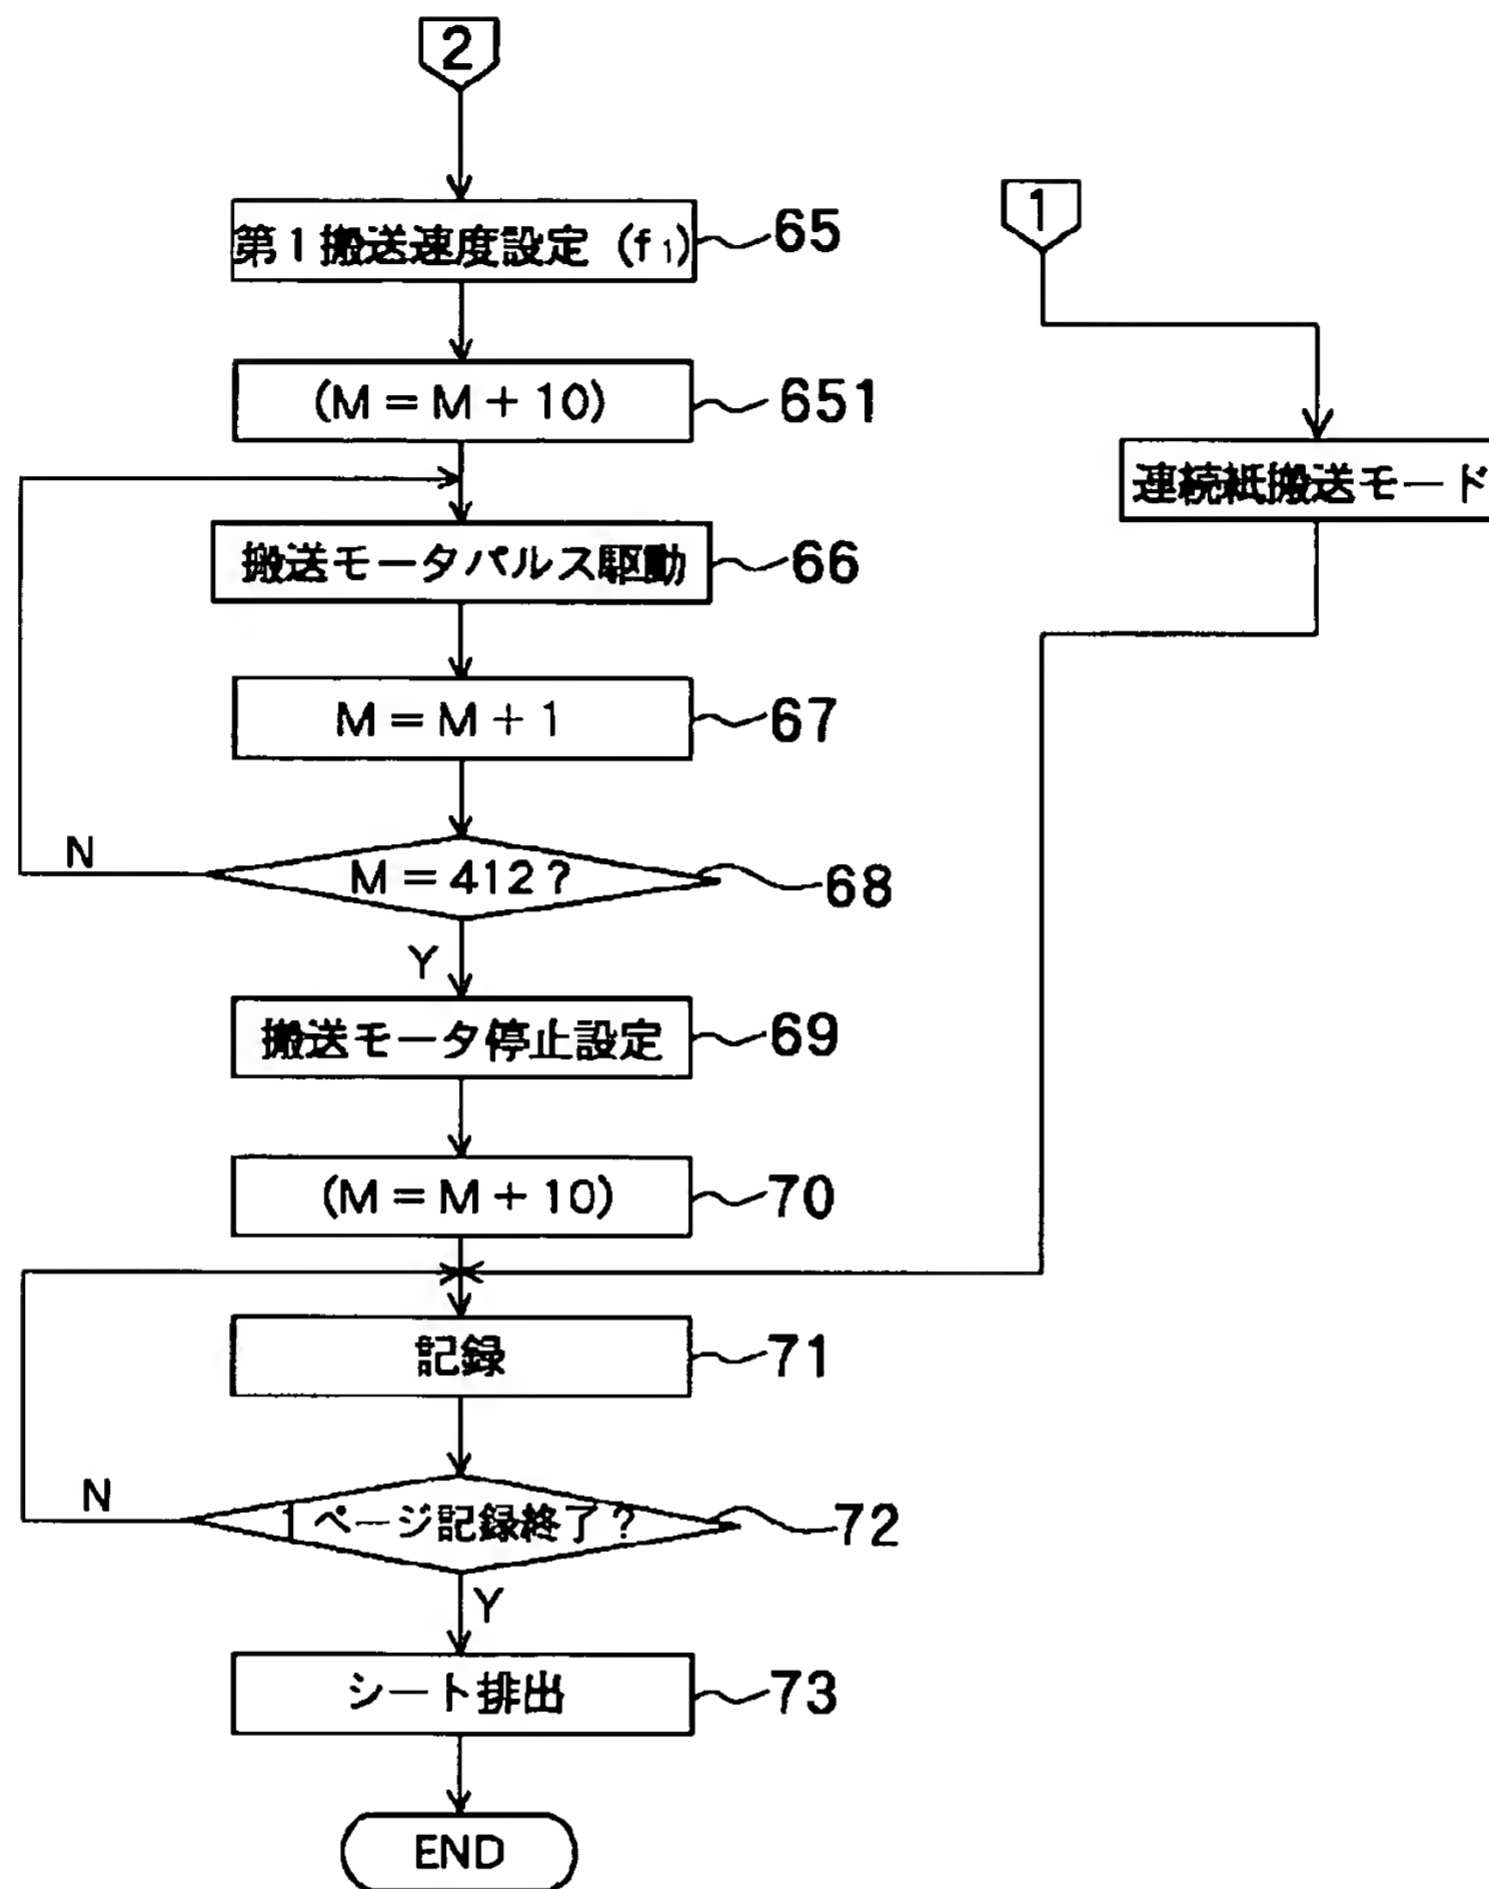 2
第1搬送速度設定 (f1)
65
(M=M+10)
651
搬送モータパルス駆動
66
M=M+1
67
N
M=412?
68
Y
搬送モータ停止設定
69
(M=M+10)
70
記録
71
N
1ページ記録終了?
72
Y
シート排出
73
END
1
連続紙搬送モード